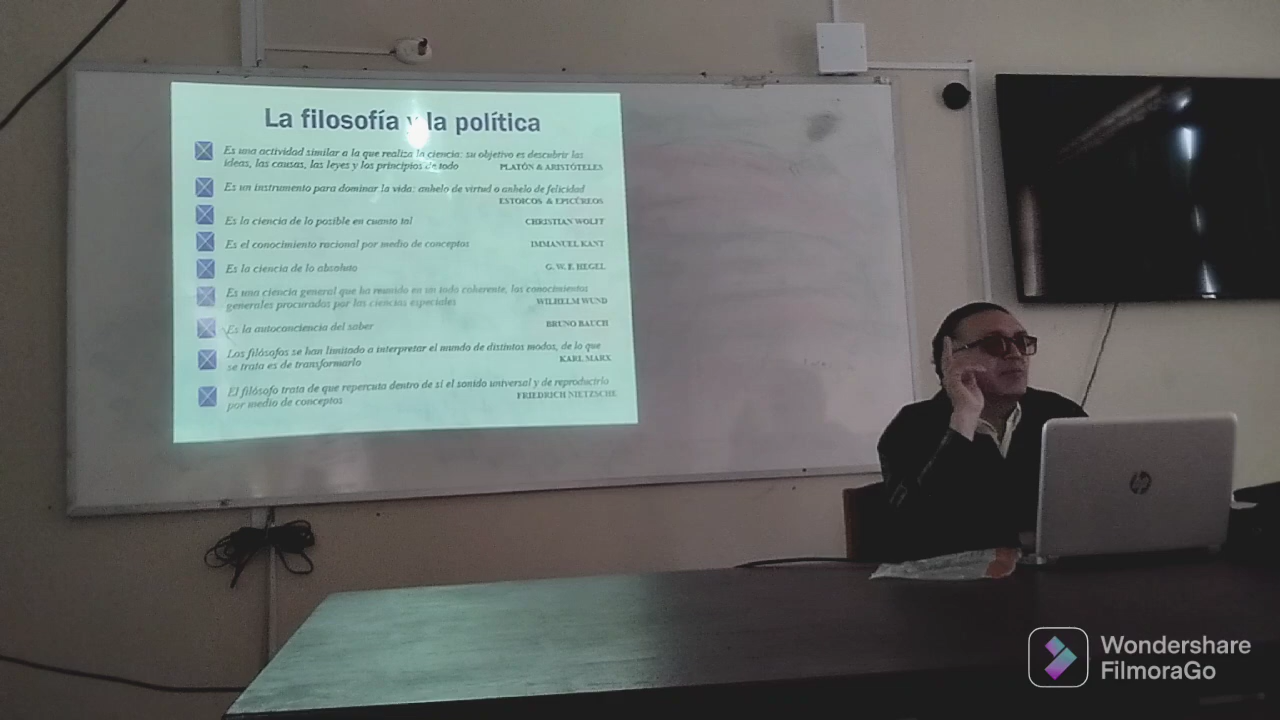 La filosofía y la política
Es una actividad similar a la que realiza la ciencia: su objetivo es descubrir las
ideas, las causas, las leyes y los principios de todo PLATÓN & ARISTÓTELES
Es un instrumento para dominar la vida: anhelo de virtud o anhelo de felicidad
ESTOICOS & EPICÚREOS
Es la ciencia de lo posible en cuanto tal CHRISTIAN WOLFF
Es el conocimiento racional por medio de conceptos IMMANUEL KANT
Es la ciencia de lo absoluto G. W. F. HEGEL
Es una ciencia general que ha reunido en un todo coherente, los conocimientos
generales procurados por las ciencias especiales WILHELM WUND
Es la autoconciencia del saber BRUNO BAUCH
Los filósofos se han limitado a interpretar el mundo de distintos modos, de lo que
se trata es de transformarlo KARL MARX
El filósofo trata de que repercuta dentro de sí el sonido universal y de reproducirlo
por medio de conceptos FRIEDRICH NIETZSCHE
hp
Wondershare
FilmoraGo